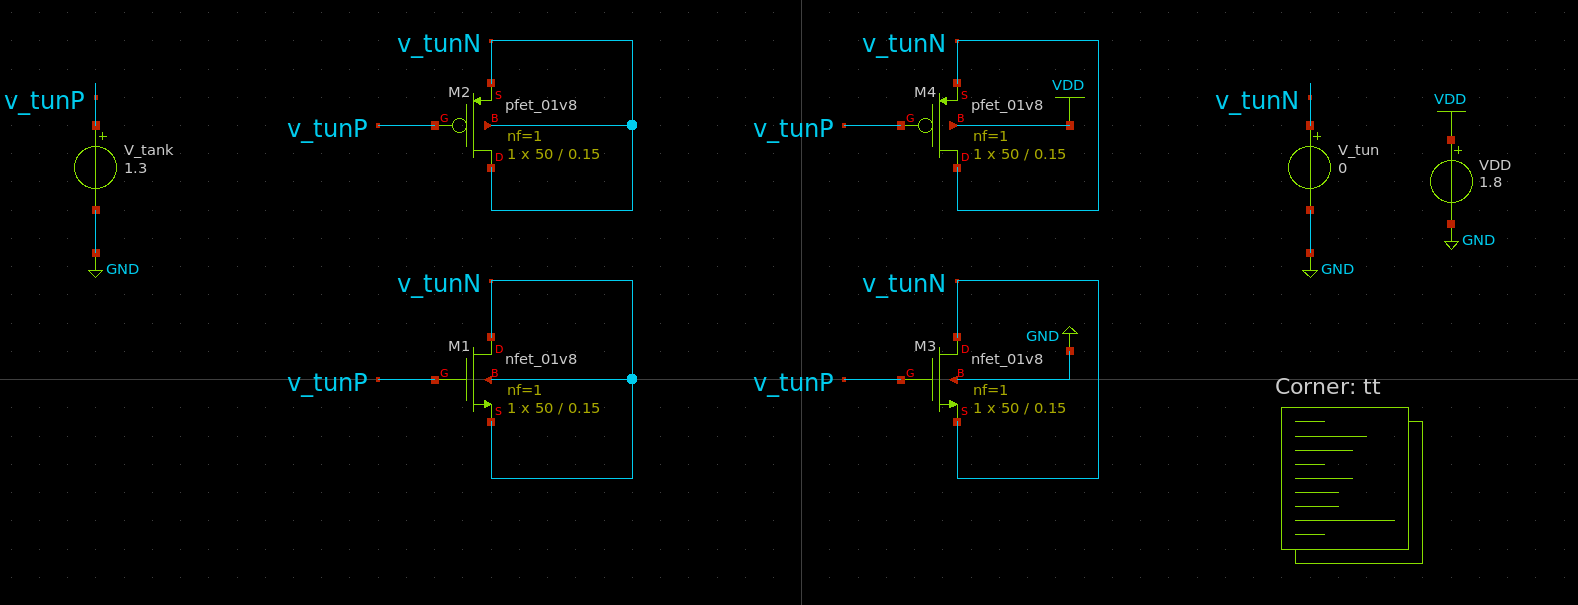 v_tunP
+
V_tank
1.3
GND
v_tunN
M2
S
pfet_01v8
v_tunP
G
B
nf=1
1 x 50 / 0.15
D
v_tunN
M1
D
nfet_01v8
v_tunP
G
B
nf=1
1 x 50 / 0.15
S
v_tunN
M4
S
pfet_01v8
VDD
v_tunP
G
B
nf=1
1 x 50 / 0.15
D
v_tunN
M3
D
nfet_01v8
GND
v_tunP
G
B
nf=1
1 x 50 / 0.15
S
v_tunN
+
V_tun
0
GND
VDD
+
VDD
1.8
GND
Corner: tt